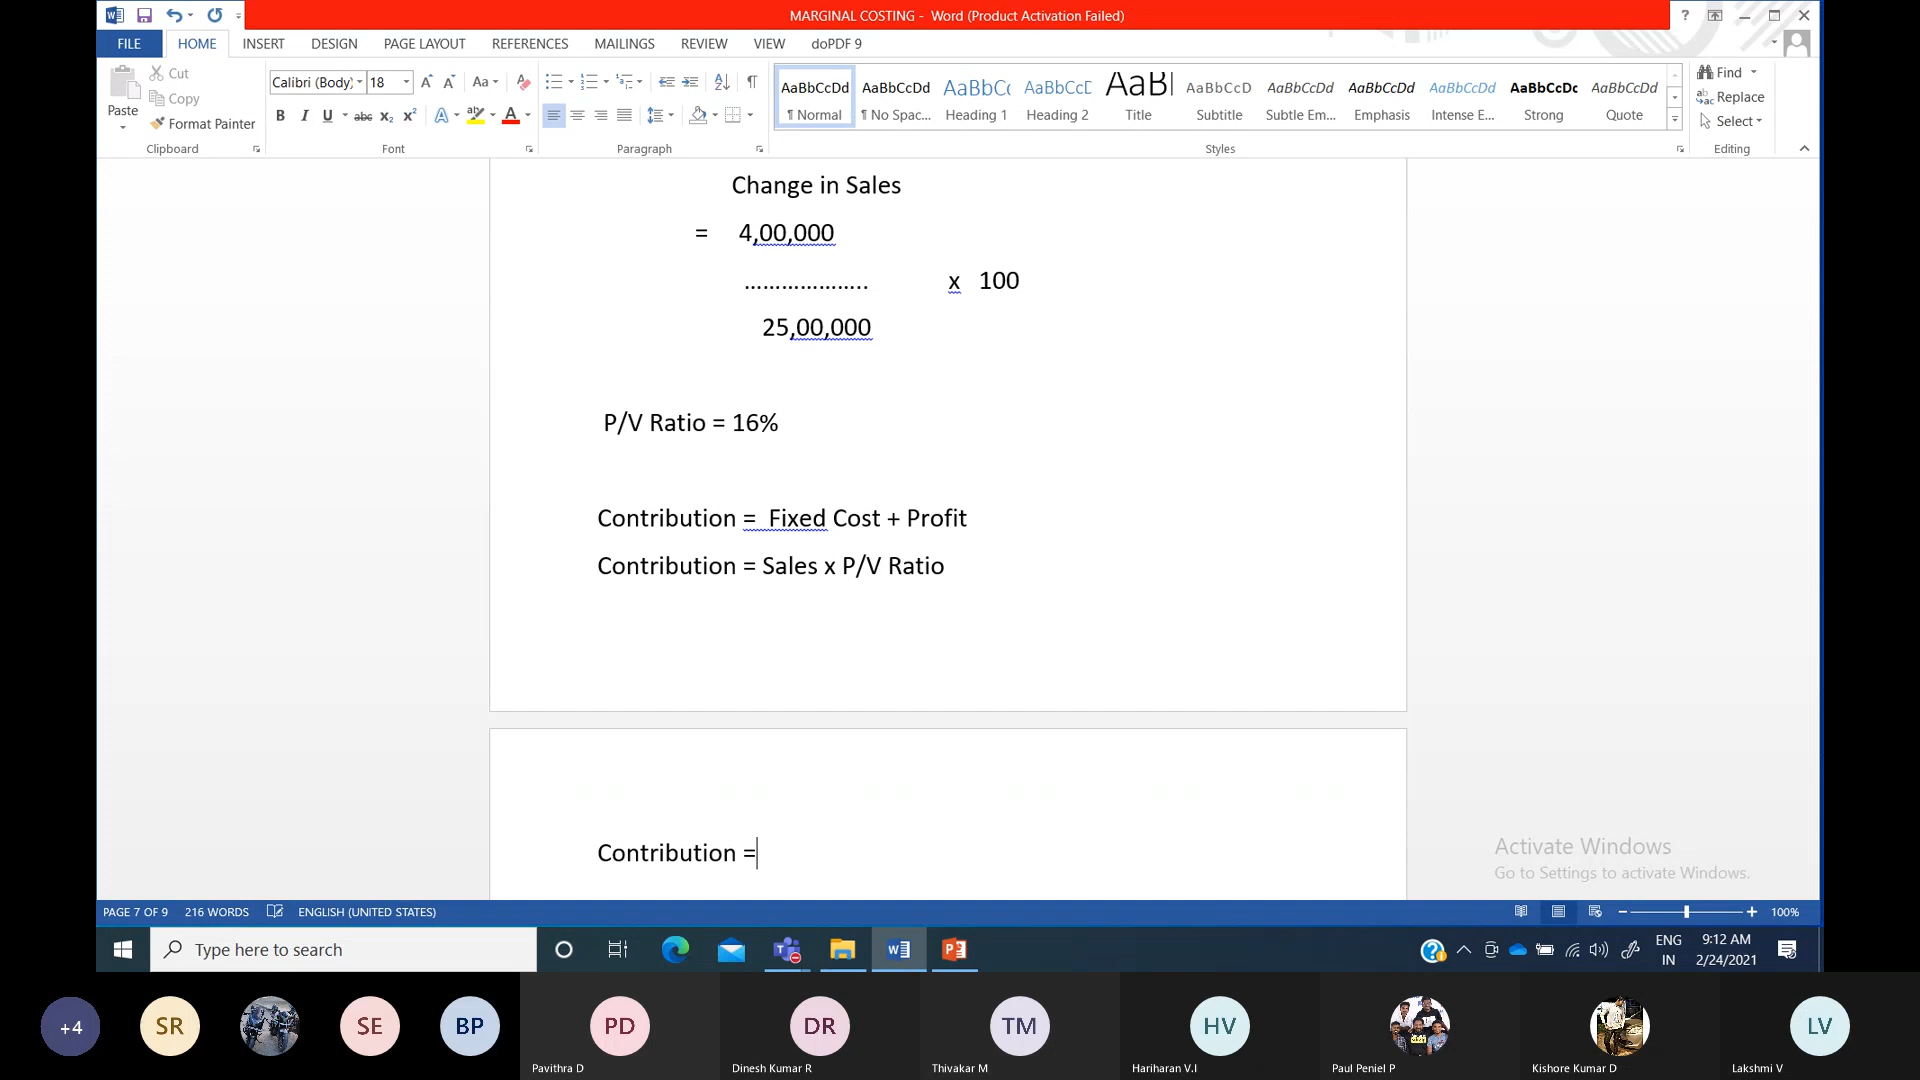 MARGINAL COSTING - Word (Product Activation Failed)
FILE HOME INSERT DESIGN PAGE LAYOUT REFERENCES MAILINGS REVIEW VIEW doPDF 9
Paste
Cut
Copy
Format Painter
Clipboard
Calibri (Body) 18
Font
Paragraph
AaBbCcDd AaBbCcDd AaBbCc AaBbCcD AaBl AaBbCcD AaBbCcDd AaBbCcDd AaBbCcDd AaBbCcDc AaBbCcDd
¶ Normal ¶ No Spac... Heading 1 Heading 2 Title Subtitle Subtle Em... Emphasis Intense E... Strong Quote
Styles
Find
Replace
Select
Editing
Change in Sales
= 4,00,000
.................. x 100
25,00,000
P/V Ratio = 16%
Contribution = Fixed Cost + Profit
Contribution = Sales x P/V Ratio
Contribution =
Activate Windows
Go to Settings to activate Windows.
PAGE 7 OF 9 216 WORDS ENGLISH (UNITED STATES) 100%
Type here to search
ENG
IN
9:12 AM
2/24/2021
+4 SR SE BP PD DR TM HV LV
Pavithra D Dinesh Kumar R Thivakar M Hariharan V.I Paul Peniel P Kishore Kumar D Lakshmi V